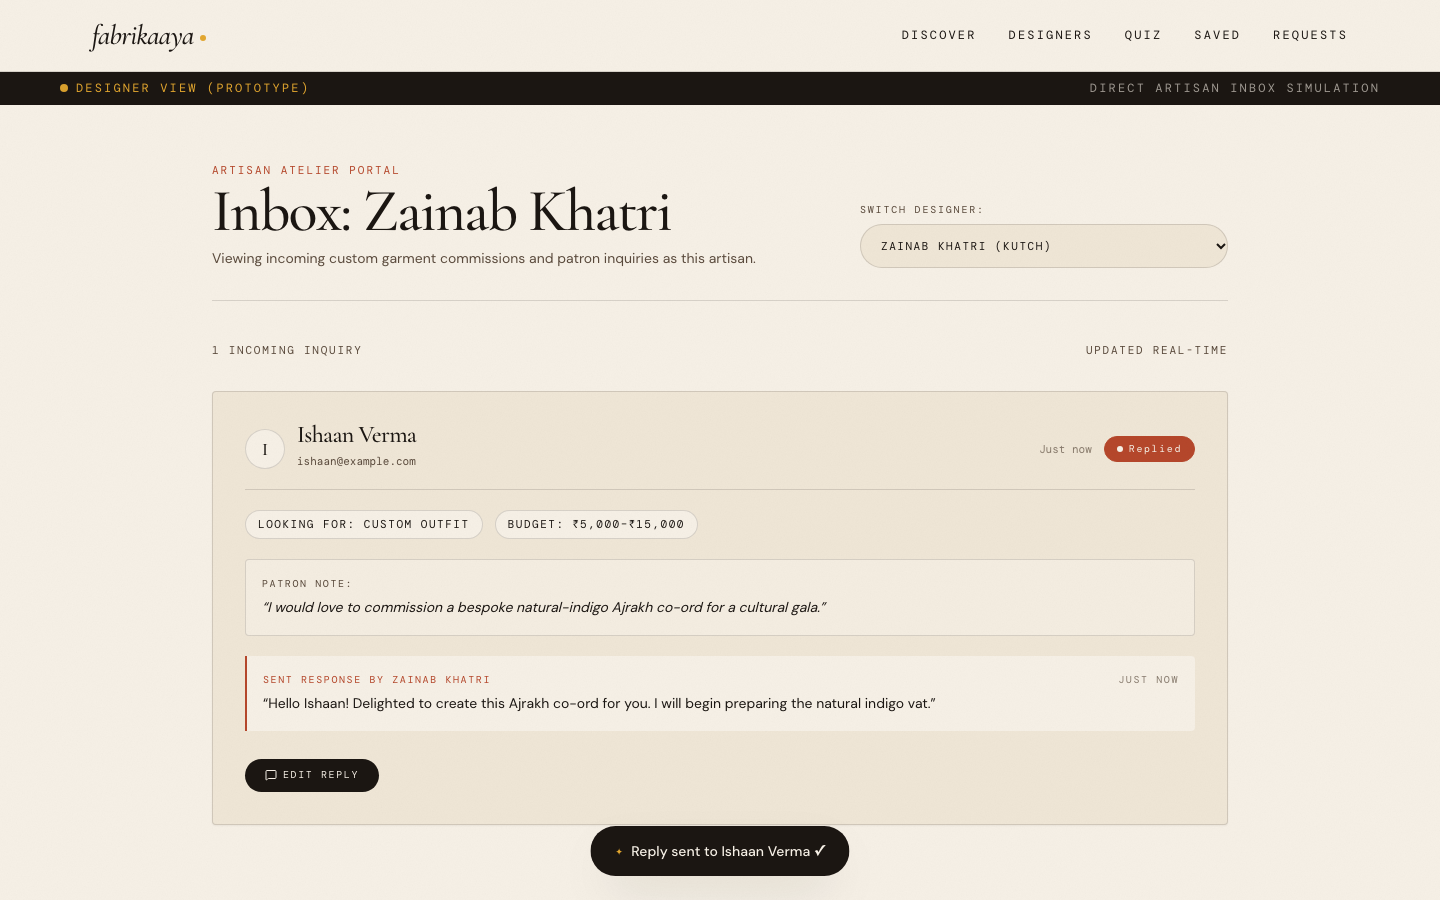 fabrikaaya
DISCOVER DESIGNERS QUIZ SAVED REQUESTS
DESIGNER VIEW (PROTOTYPE)
DIRECT ARTISAN INBOX SIMULATION
ARTISAN ATELIER PORTAL
Inbox: Zainab Khatri
Viewing incoming custom garment commissions and patron inquiries as this artisan.
SWITCH DESIGNER:
ZAINAB KHATRI (KUTCH)
1 INCOMING INQUIRY
UPDATED REAL-TIME
I
Ishaan Verma
ishaan@example.com
Just now
Replied
LOOKING FOR: CUSTOM OUTFIT
BUDGET: ₹5,000–₹15,000
PATRON NOTE:
“I would love to commission a bespoke natural-indigo Ajrakh co-ord for a cultural gala.”
SENT RESPONSE BY ZAINAB KHATRI
JUST NOW
“Hello Ishaan! Delighted to create this Ajrakh co-ord for you. I will begin preparing the natural indigo vat.”
EDIT REPLY
✦ Reply sent to Ishaan Verma ✓